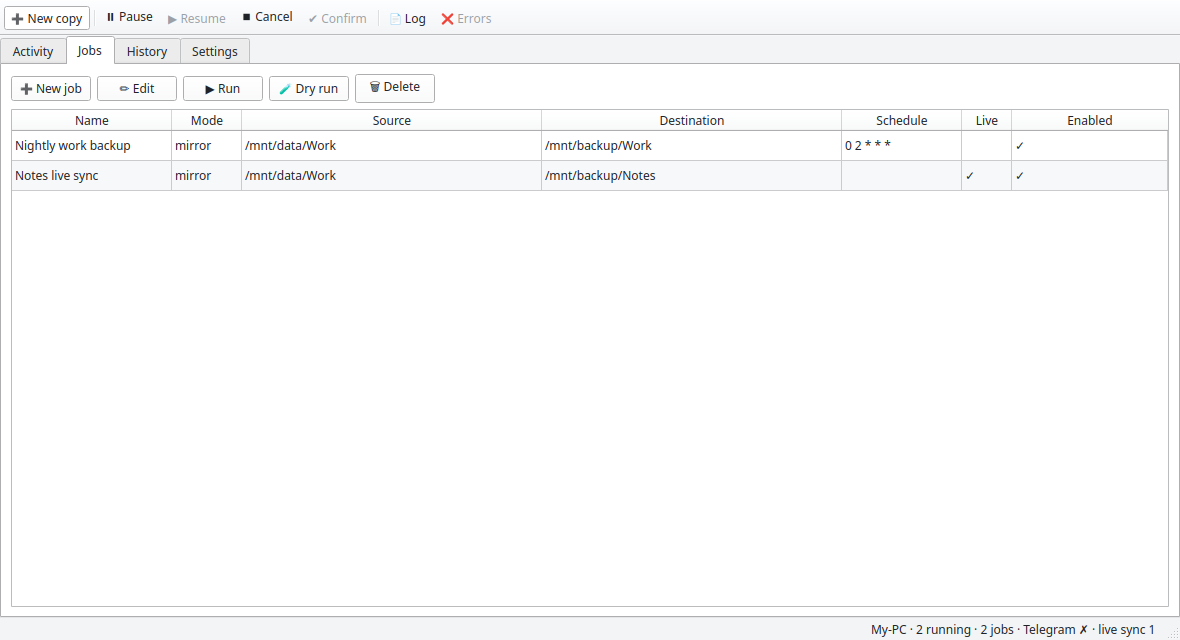 ➕ New copy ⏸ Pause ▶ Resume ⏹ Cancel ✔ Confirm 📄 Log ❌ Errors
Activity Jobs History Settings
➕ New job ✏ Edit ▶ Run 🧪 Dry run 🗑 Delete
Name Mode Source Destination Schedule Live Enabled
Nightly work backup mirror /mnt/data/Work /mnt/backup/Work 0 2 * * * ✓
Notes live sync mirror /mnt/data/Work /mnt/backup/Notes ✓ ✓
My-PC · 2 running · 2 jobs · Telegram ✗ · live sync 1